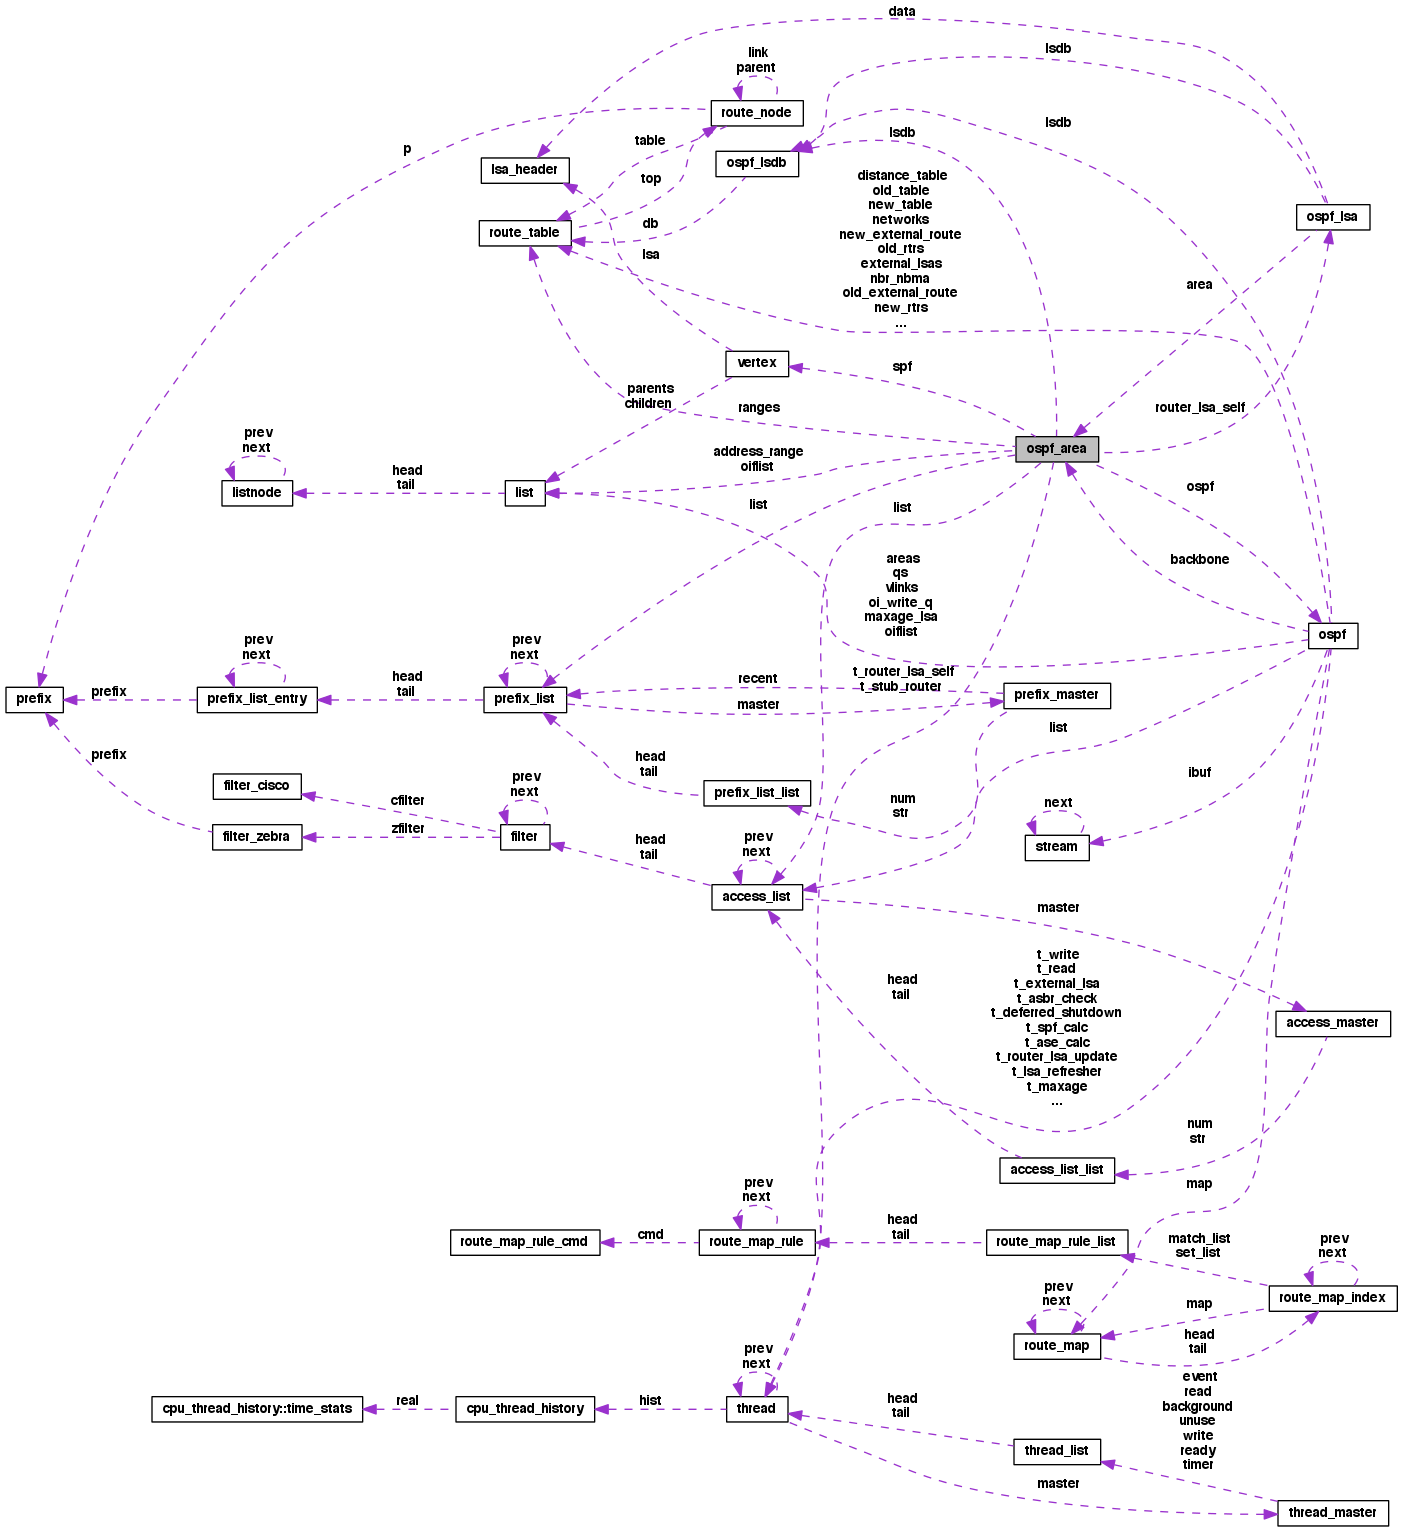 data
link
parent
lsdb
route_node
lsdb
lsdb
table
p
ospf_lsdb
lsa_header
distance_table
old_table
new_table
networks
new_external_route
old_rtrs
external_lsas
nbr_nbma
old_external_route
new_rtrs
...
top
ospf_lsa
db
route_table
lsa
area
vertex
spf
parents
children
ranges
router_lsa_self
prev
next
address_range
oiflist
ospf_area
head
tail
listnode
list
list
list
ospf
areas
qs
vlinks
oi_write_q
maxage_lsa
oiflist
backbone
ospf
prev
next
prev
next
t_router_lsa_self
t_stub_router
head
tail
recent
prefix
prefix
prefix_list_entry
prefix_list
prefix_master
master
list
prefix
head
tail
ibuf
filter_cisco
prev
next
prefix_list_list
num
str
next
cfilter
zfilter
filter_zebra
filter
head
tail
prev
next
stream
access_list
master
t_write
t_read
t_external_lsa
t_asbr_check
t_deferred_shutdown
t_spf_calc
t_ase_calc
t_router_lsa_update
t_lsa_refresher
t_maxage
...
head
tail
access_master
num
str
access_list_list
map
prev
next
head
tail
route_map_rule_cmd
cmd
route_map_rule
route_map_rule_list
match_list
set_list
prev
next
prev
next
map
route_map_index
route_map
head
tail
prev
next
event
read
background
unuse
write
ready
timer
cpu_thread_history::time_stats
real
cpu_thread_history
hist
thread
head
tail
thread_list
master
thread_master